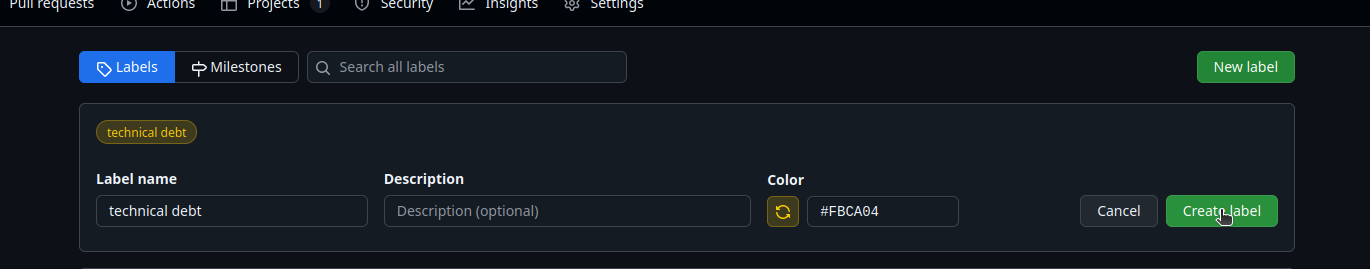 Pull requests Actions Projects 1 Security Insights Settings
Labels Milestones Search all labels New label
technical debt
Label name Description Color
technical debt Description (optional) #FBCA04 Cancel Create label